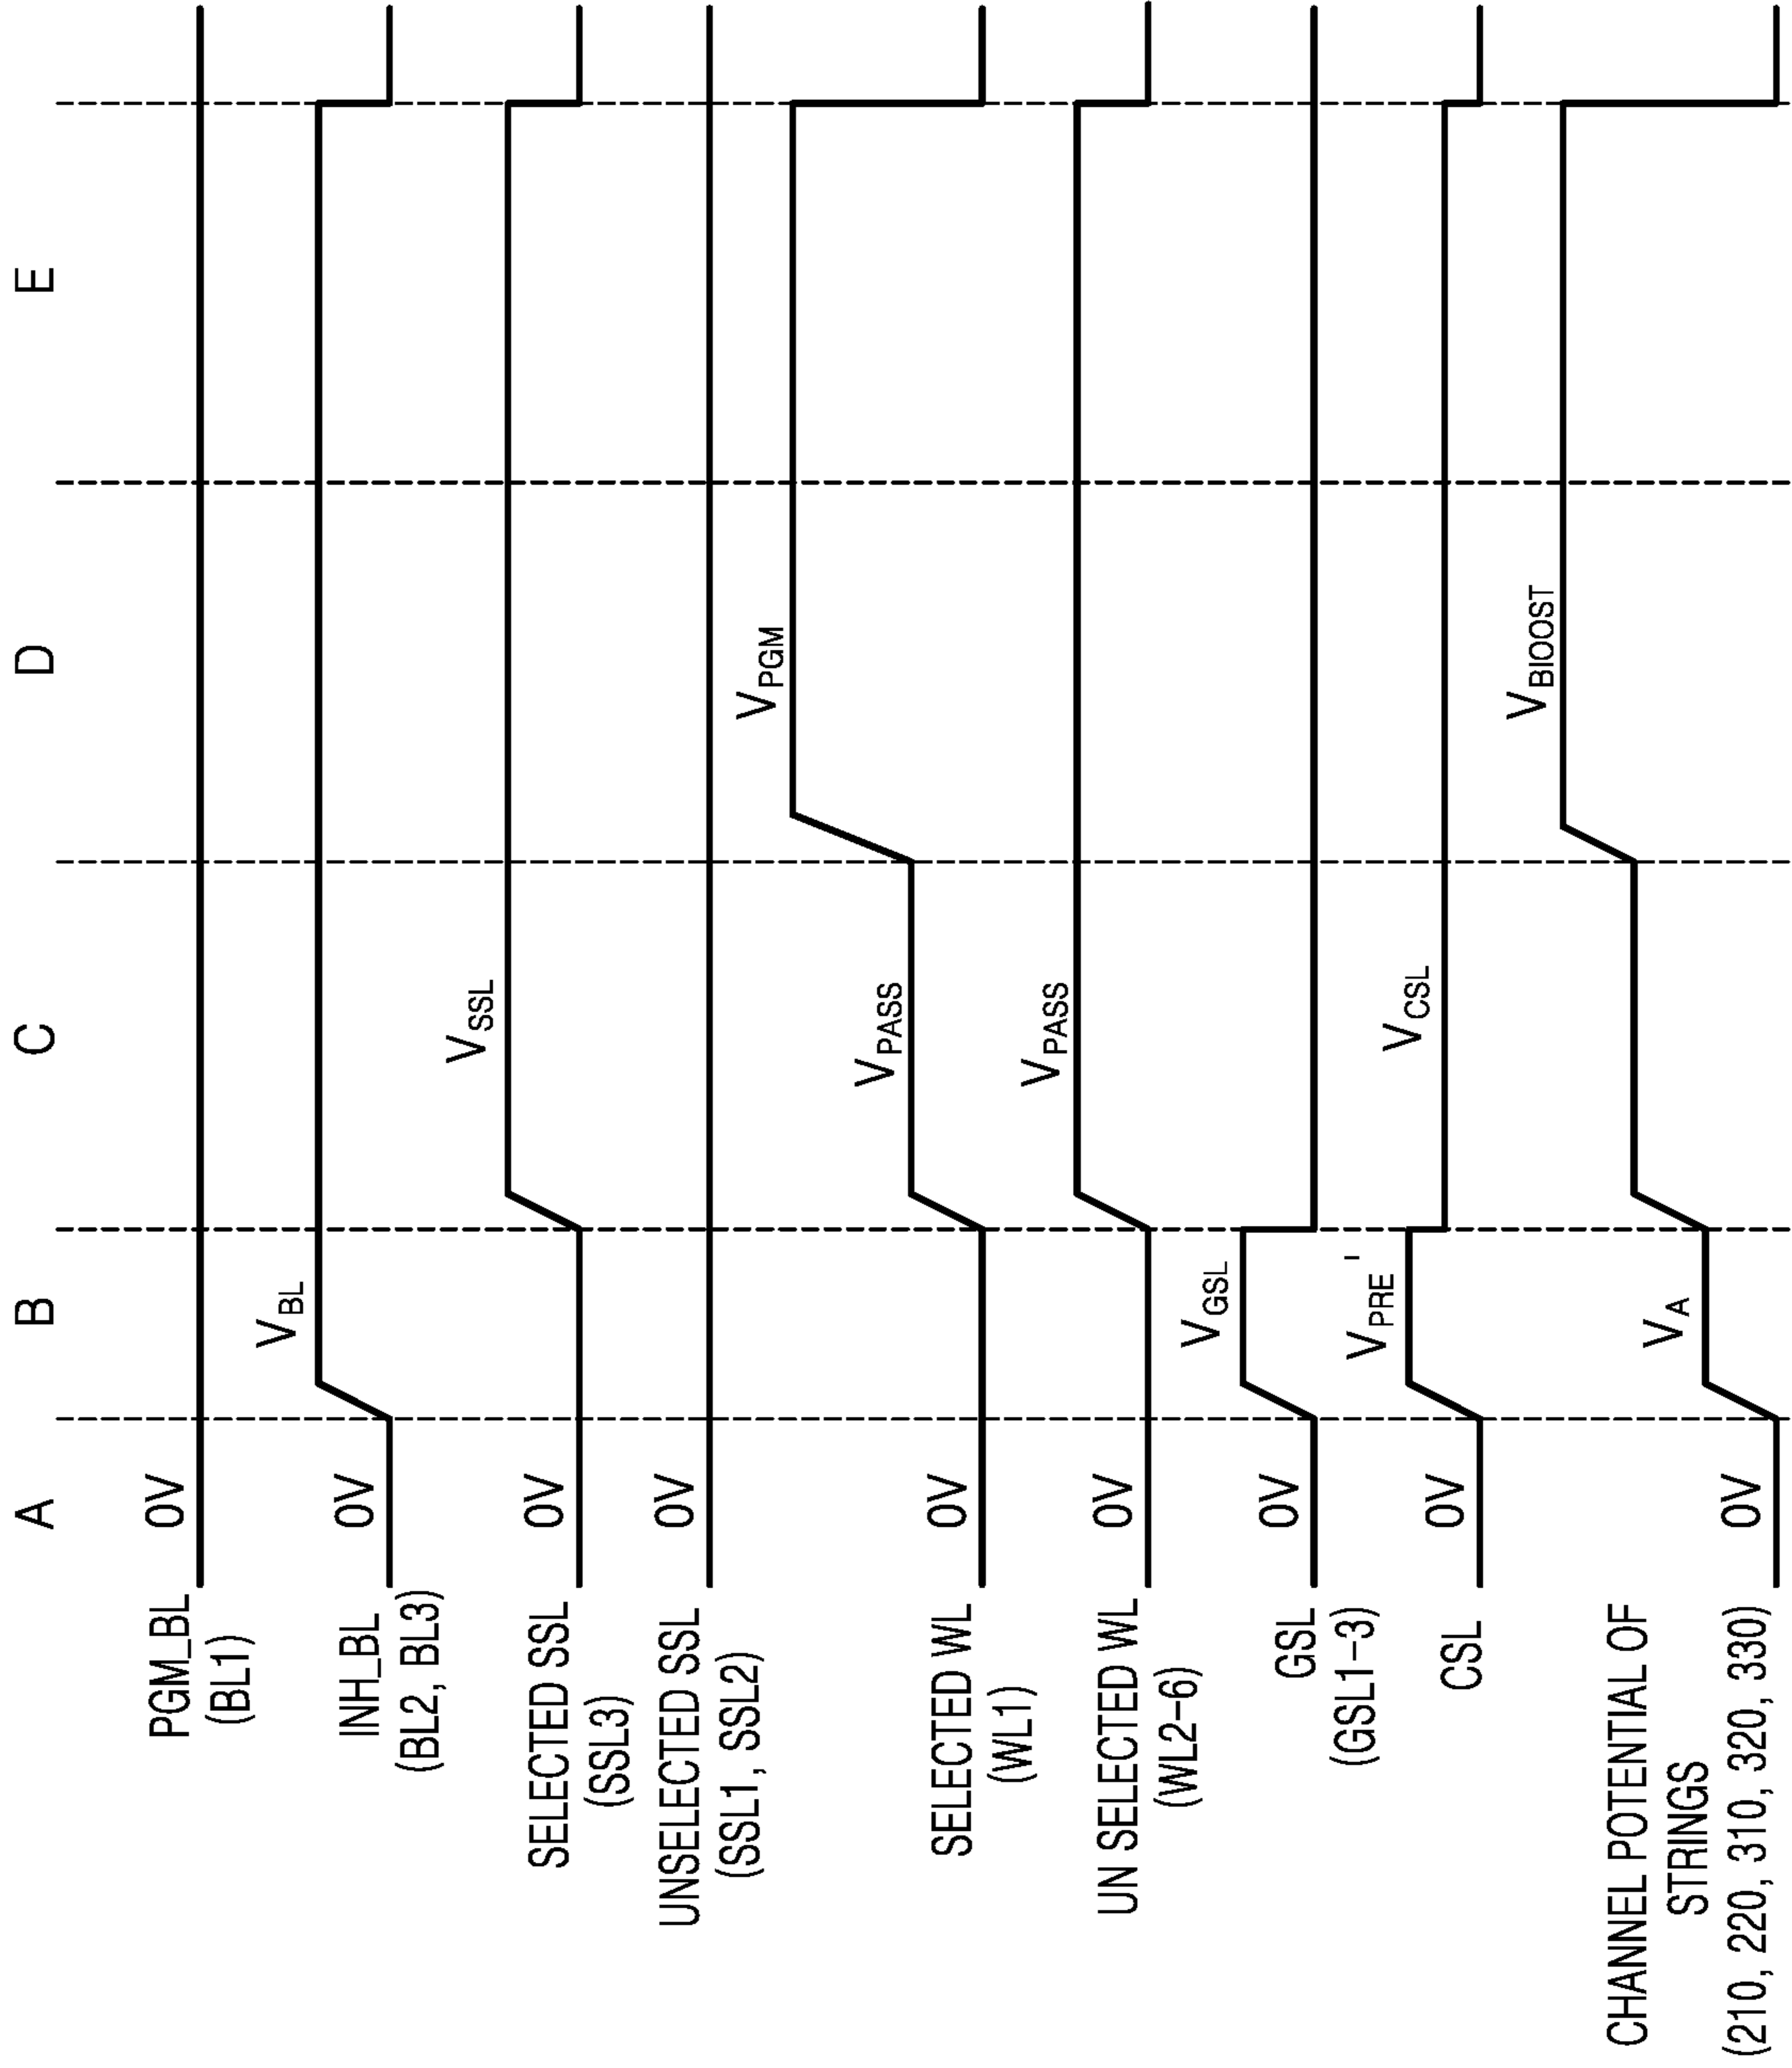 A B C D E
PGM_BL
(BL1)
0V
INH_BL
(BL2, BL3)
0V
VBL
SELECTED SSL
(SSL3)
0V
VSSL
UNSELECTED SSL
(SSL1, SSL2)
0V
SELECTED WL
(WL1)
0V
VPASS
VPGM
UN SELECTED WL
(WL2-6)
0V
VPASS
GSL
(GSL1-3)
0V
VGSL
CSL
0V
VPRE'
VCSL
CHANNEL POTENTIAL OF
STRINGS
(210, 220, 310, 320, 330)
0V
VA
VBIOOST